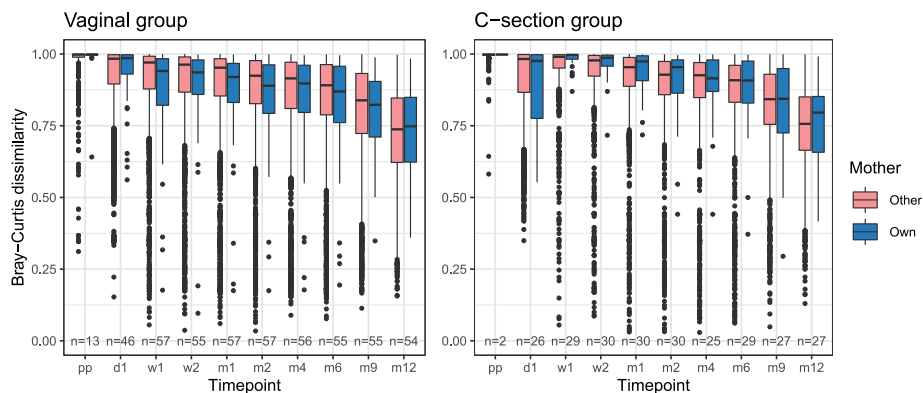 Vaginal group
C-section group
Bray-Curtis dissimilarity
1.00
0.75
0.50
0.25
0.00
n=13 n=46 n=57 n=55 n=57 n=57 n=56 n=55 n=55 n=54
pp d1 w1 w2 m1 m2 m4 m6 m9 m12
Timepoint
1.00
0.75
0.50
0.25
0.00
n=2 n=26 n=29 n=30 n=30 n=30 n=25 n=29 n=27 n=27
pp d1 w1 w2 m1 m2 m4 m6 m9 m12
Timepoint
Mother
Other
Own